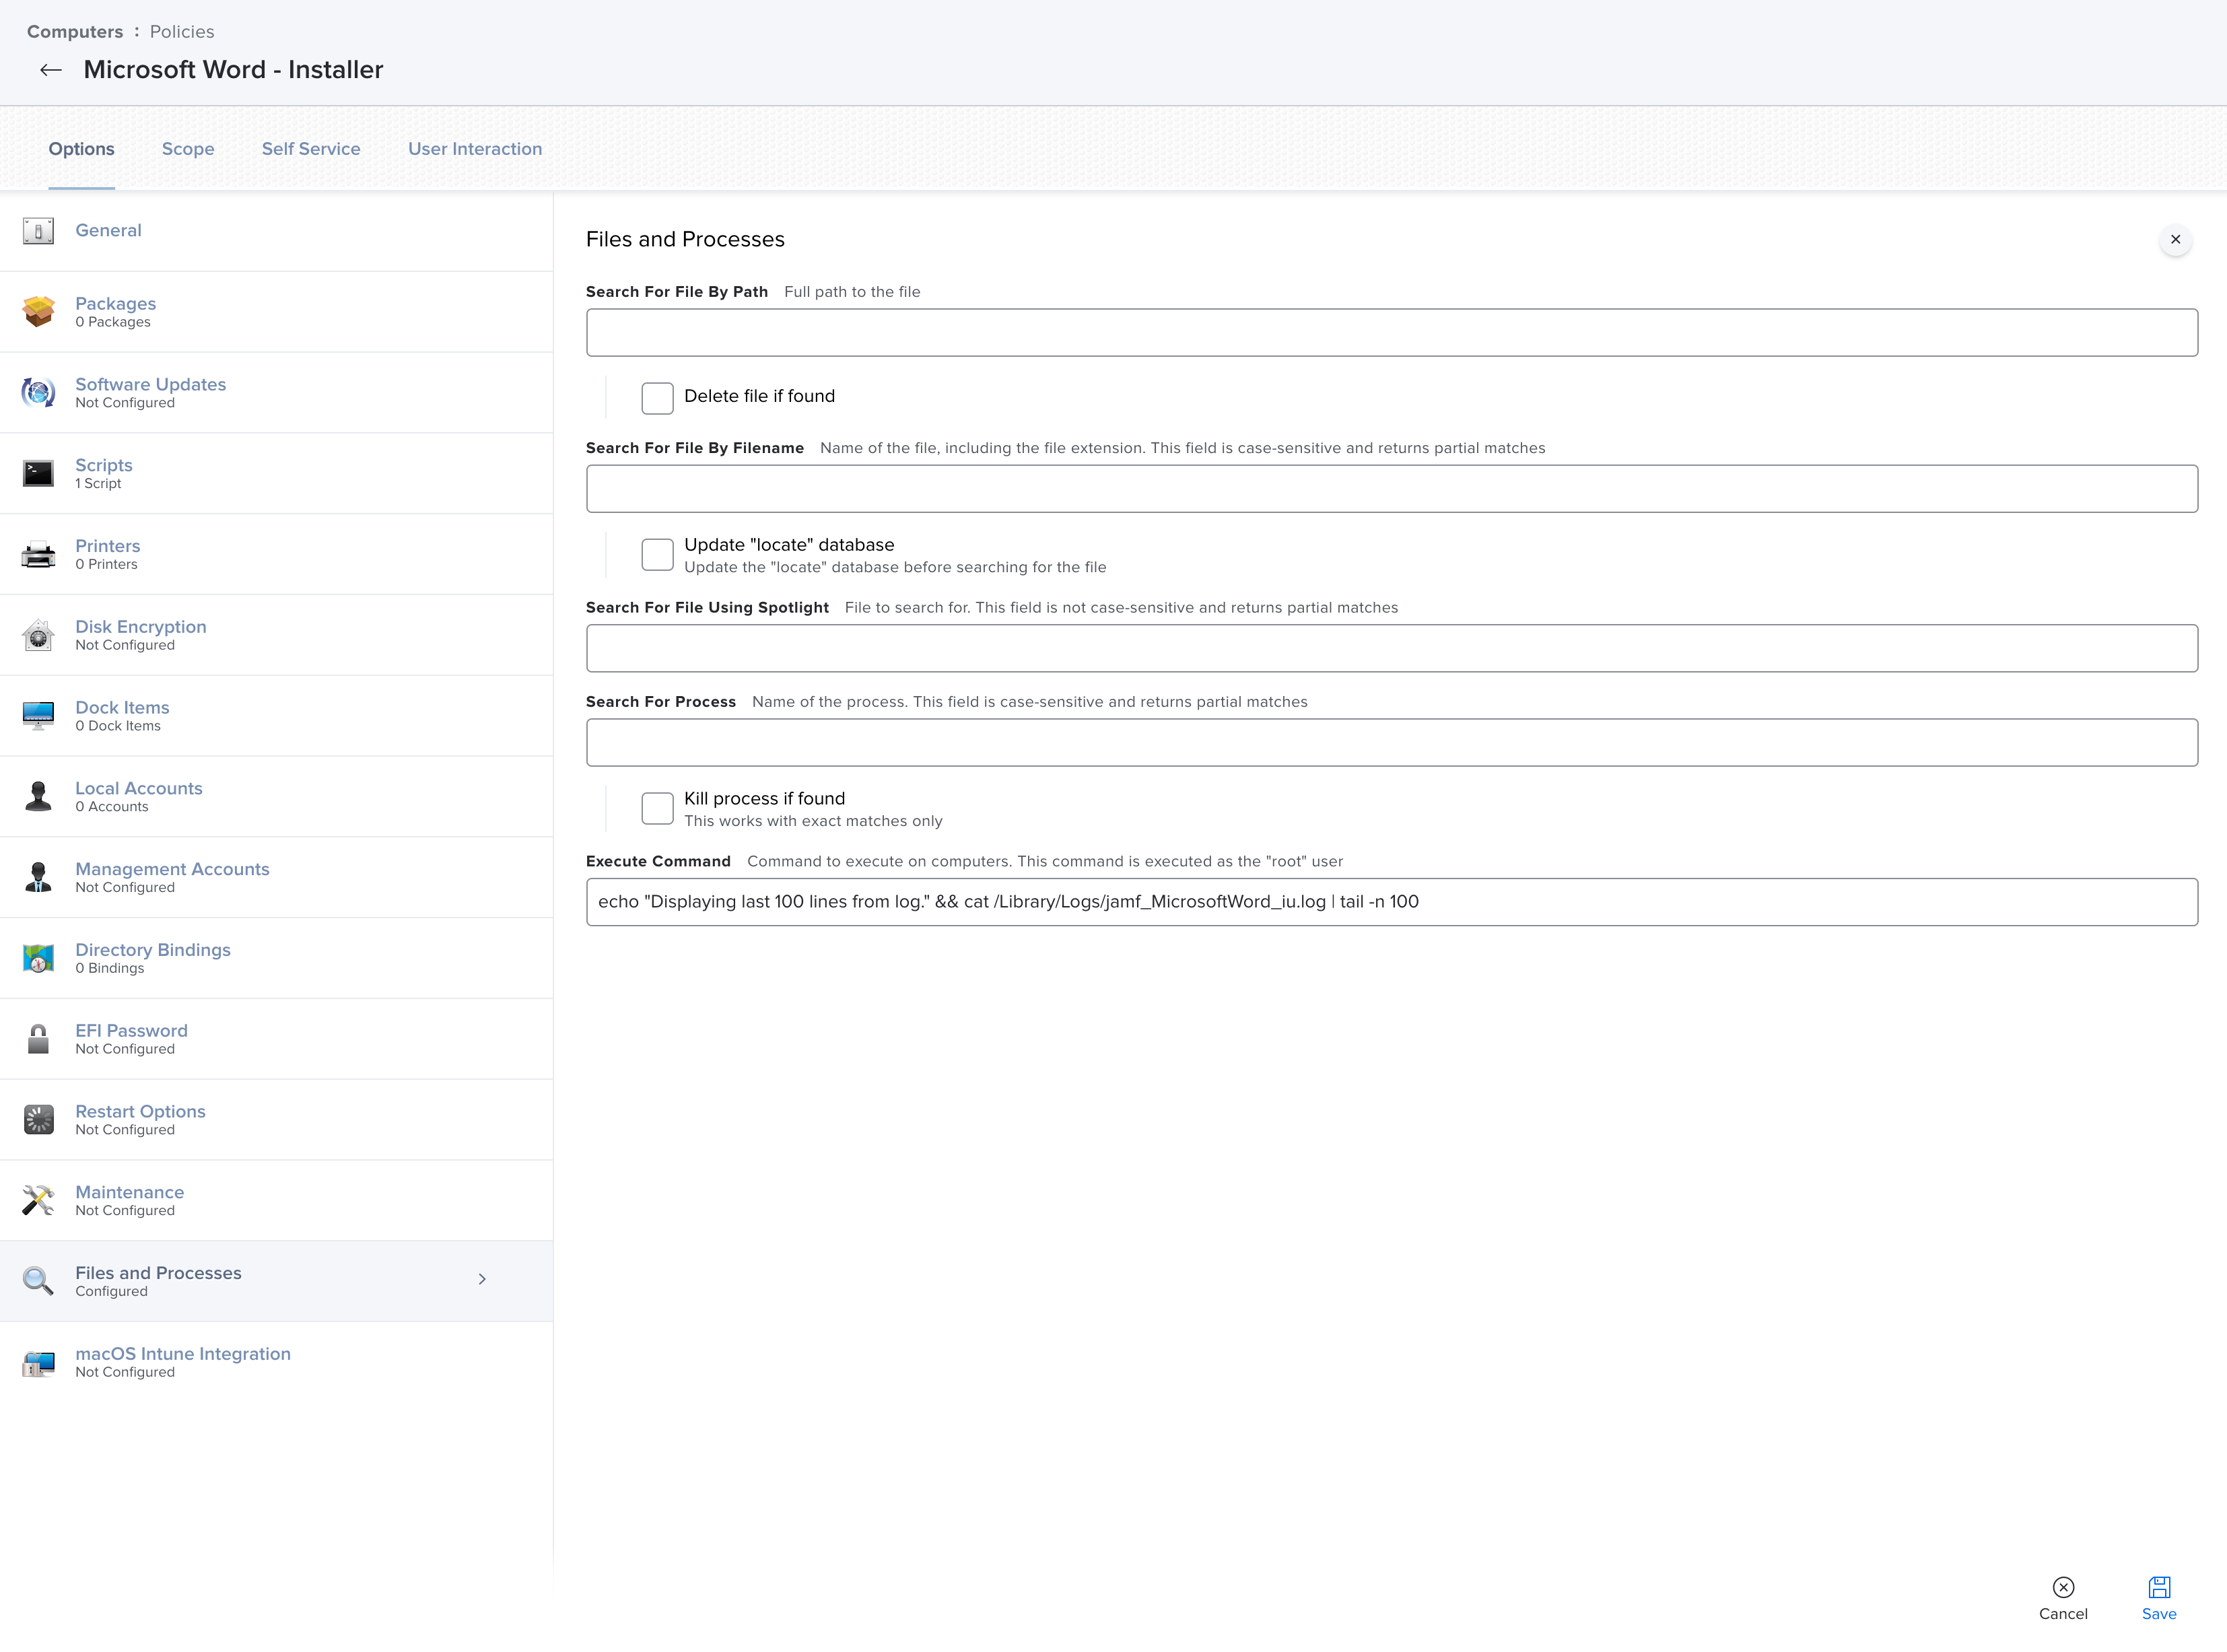 Computers : Policies
Microsoft Word - Installer
Options
Scope
Self Service
User Interaction
General
Packages
0 Packages
Software Updates
Not Configured
Scripts
1 Script
Printers
0 Printers
Disk Encryption
Not Configured
Dock Items
0 Dock Items
Local Accounts
0 Accounts
Management Accounts
Not Configured
Directory Bindings
0 Bindings
EFI Password
Not Configured
Restart Options
Not Configured
Maintenance
Not Configured
Files and Processes
Configured
macOS Intune Integration
Not Configured
Files and Processes
Search For File By Path Full path to the file
Delete file if found
Search For File By Filename Name of the file, including the file extension. This field is case-sensitive and returns partial matches
Update "locate" database
Update the "locate" database before searching for the file
Search For File Using Spotlight File to search for. This field is not case-sensitive and returns partial matches
Search For Process Name of the process. This field is case-sensitive and returns partial matches
Kill process if found
This works with exact matches only
Execute Command Command to execute on computers. This command is executed as the "root" user
echo "Displaying last 100 lines from log." && cat /Library/Logs/jamf_MicrosoftWord_iu.log | tail -n 100
Cancel
Save